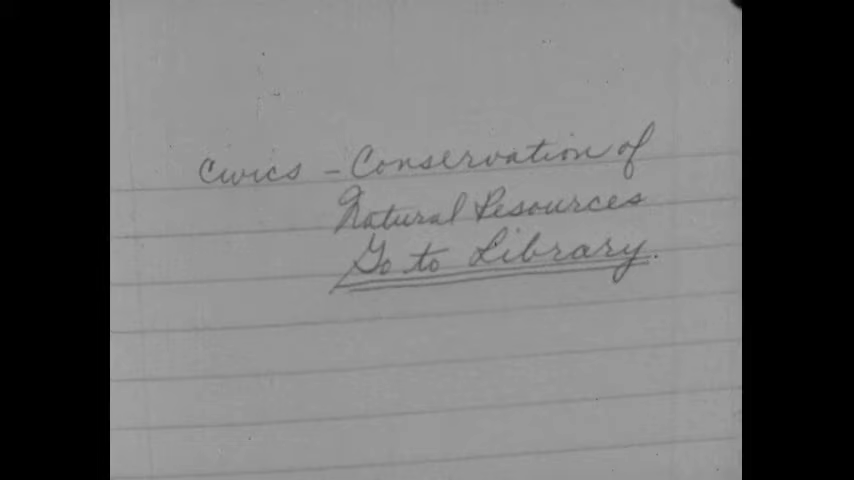 Civics - Conservation of
Natural Resources
Go to Library.